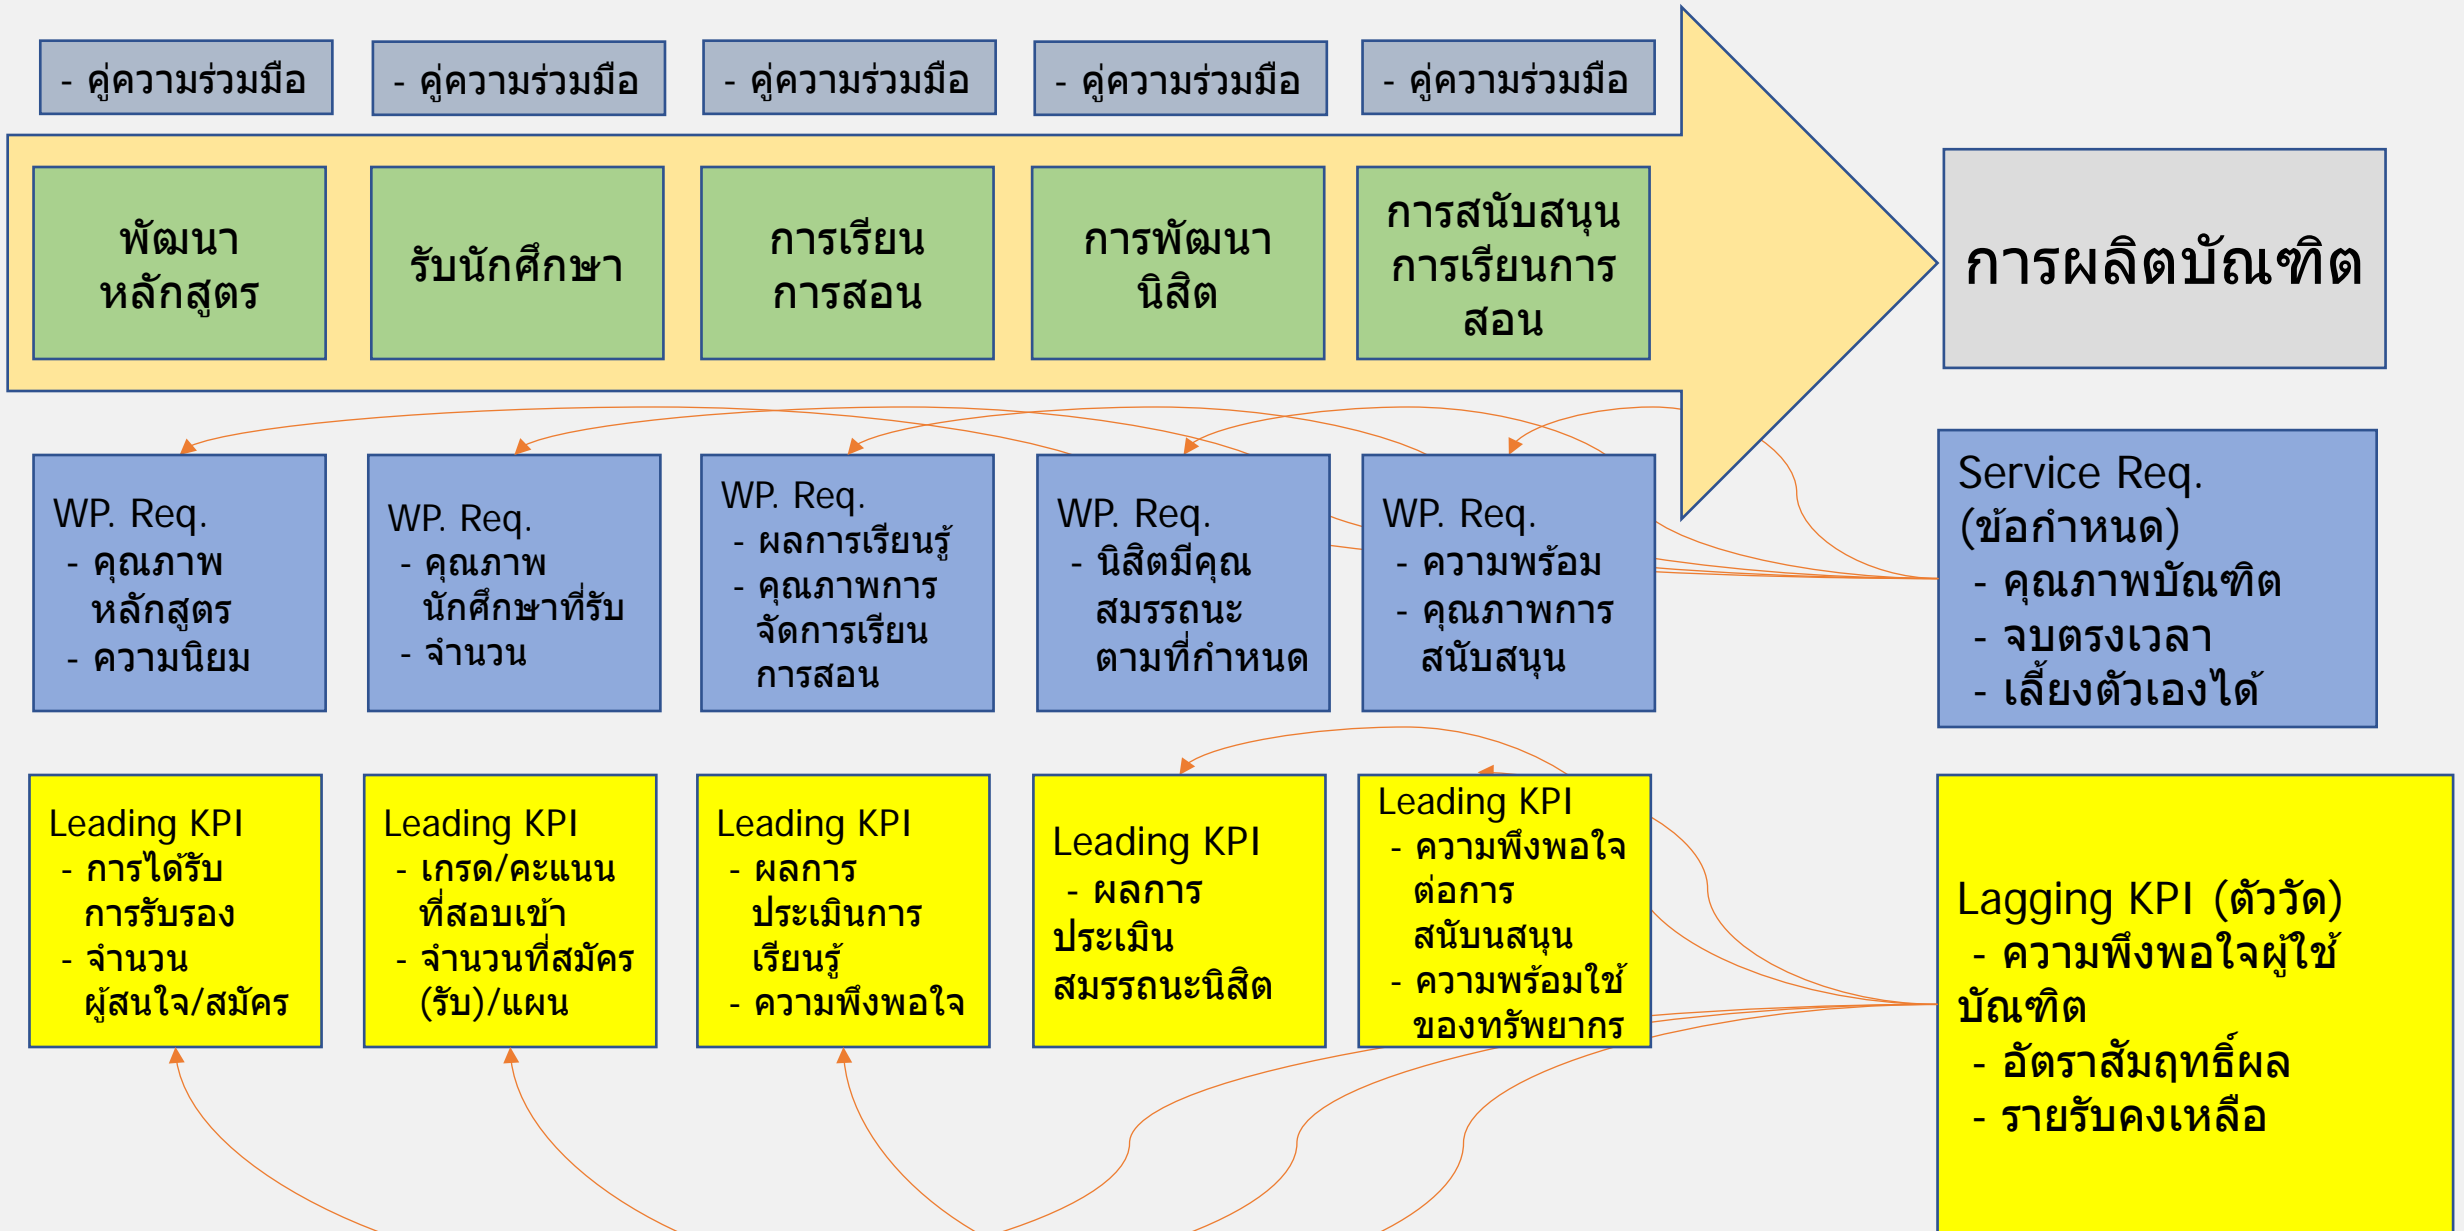 - คู่ความร่วมมือ
- คู่ความร่วมมือ
- คู่ความร่วมมือ
- คู่ความร่วมมือ
- คู่ความร่วมมือ
พัฒนา
หลักสูตร
รับนักศึกษา
การเรียน
การสอน
การพัฒนา
นิสิต
การสนับสนุน
การเรียนการ
สอน
การผลิตบัณฑิต
WP. Req.
- คุณภาพ
หลักสูตร
- ความนิยม
WP. Req.
- คุณภาพ
นักศึกษาที่รับ
- จำนวน
WP. Req.
- ผลการเรียนรู้
- คุณภาพการ
จัดการเรียน
การสอน
WP. Req.
- นิสิตมีคุณ
สมรรถนะ
ตามที่กำหนด
WP. Req.
- ความพร้อม
- คุณภาพการ
สนับสนุน
Service Req.
(ข้อกำหนด)
- คุณภาพบัณฑิต
- จบตรงเวลา
- เลี้ยงตัวเองได้
Leading KPI
- การได้รับ
การรับรอง
- จำนวน
ผู้สนใจ/สมัคร
Leading KPI
- เกรด/คะแนน
ที่สอบเข้า
- จำนวนที่สมัคร
(รับ)/แผน
Leading KPI
- ผลการ
ประเมินการ
เรียนรู้
- ความพึงพอใจ
Leading KPI
- ผลการ
ประเมิน
สมรรถนะนิสิต
Leading KPI
- ความพึงพอใจ
ต่อการ
สนับนสนุน
- ความพร้อมใช้
ของทรัพยากร
Lagging KPI (ตัววัด)
- ความพึงพอใจผู้ใช้
บัณฑิต
- อัตราสัมฤทธิ์ผล
- รายรับคงเหลือ